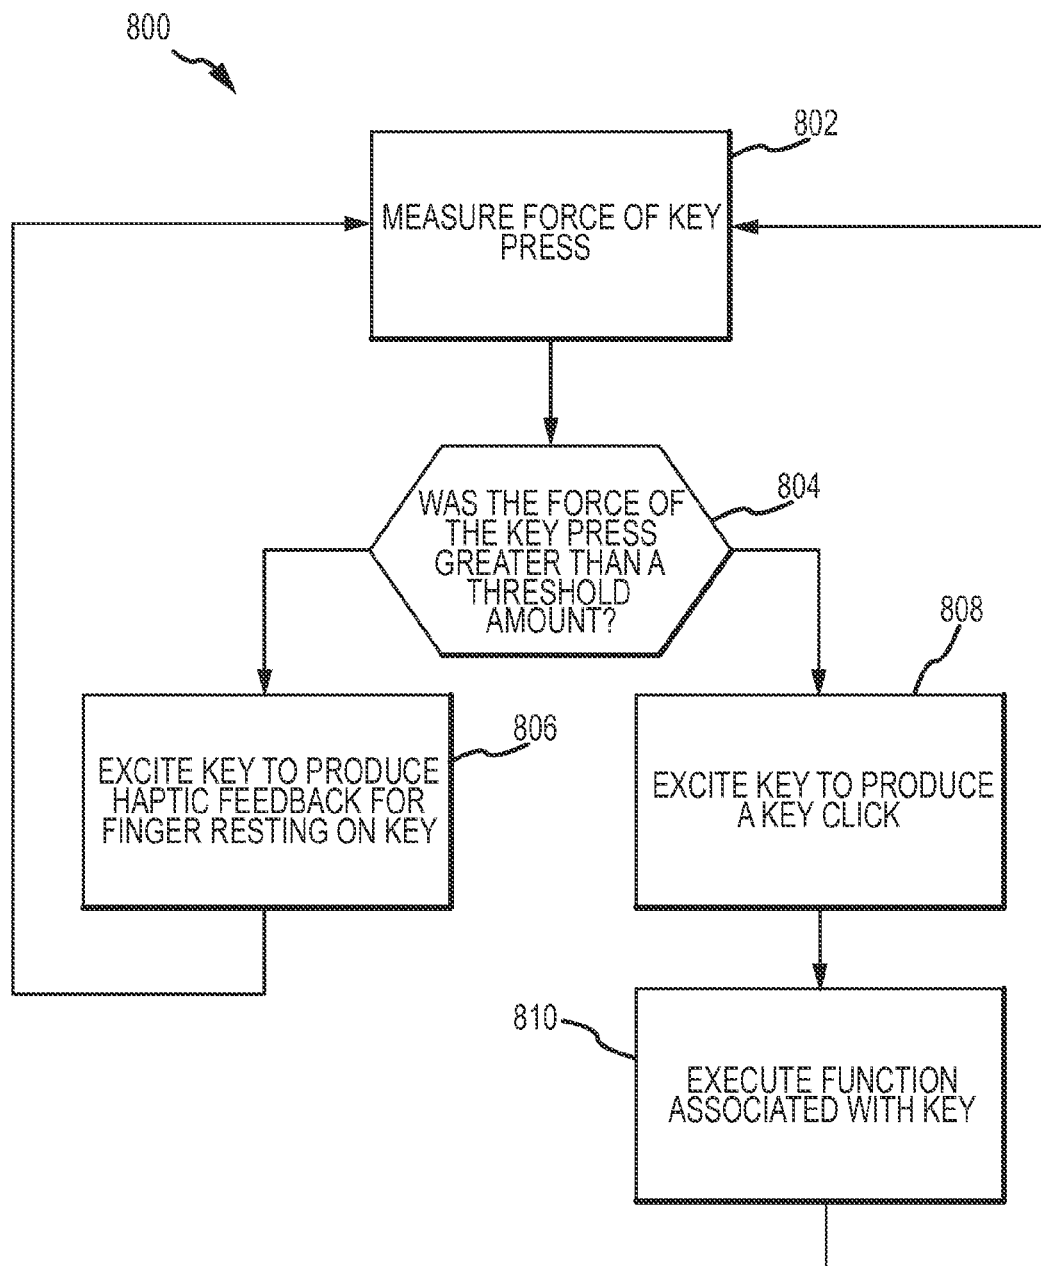 800
802
MEASURE FORCE OF KEY
PRESS
804
WAS THE FORCE OF
THE KEY PRESS
GREATER THAN A
THRESHOLD
AMOUNT?
806
EXCITE KEY TO PRODUCE
HAPTIC FEEDBACK FOR
FINGER RESTING ON KEY
808
EXCITE KEY TO PRODUCE
A KEY CLICK
810
EXECUTE FUNCTION
ASSOCIATED WITH KEY